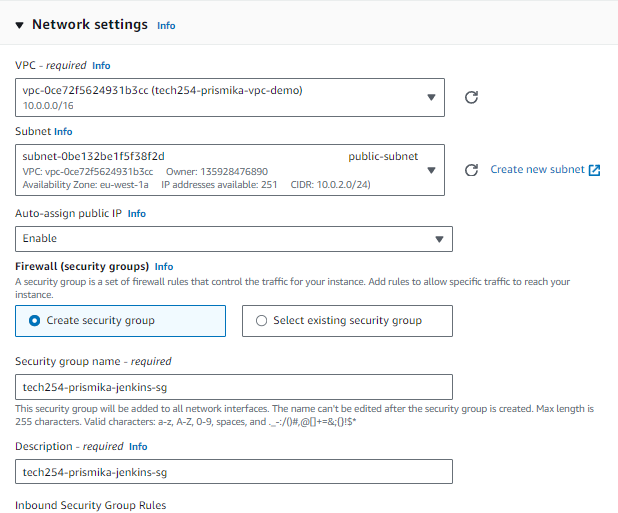 Network settings Info
VPC - required Info
vpc-0ce72f5624931b3cc (tech254-prismika-vpc-demo)
10.0.0.0/16
Subnet Info
subnet-0be132be1f5f38f2d public-subnet
VPC: vpc-0ce72f5624931b3cc Owner: 135928476890
Availability Zone: eu-west-1a IP addresses available: 251 CIDR: 10.0.2.0/24)
Create new subnet
Auto-assign public IP Info
Enable
Firewall (security groups) Info
A security group is a set of firewall rules that control the traffic for your instance. Add rules to allow specific traffic to reach your
instance.
Create security group
Select existing security group
Security group name - required
tech254-prismika-jenkins-sg
This security group will be added to all network interfaces. The name can't be edited after the security group is created. Max length is
255 characters. Valid characters: a-z, A-Z, 0-9, spaces, and ._-:/()#,@[]+=&;{}!$*
Description - required Info
tech254-prismika-jenkins-sg
Inbound Security Group Rules